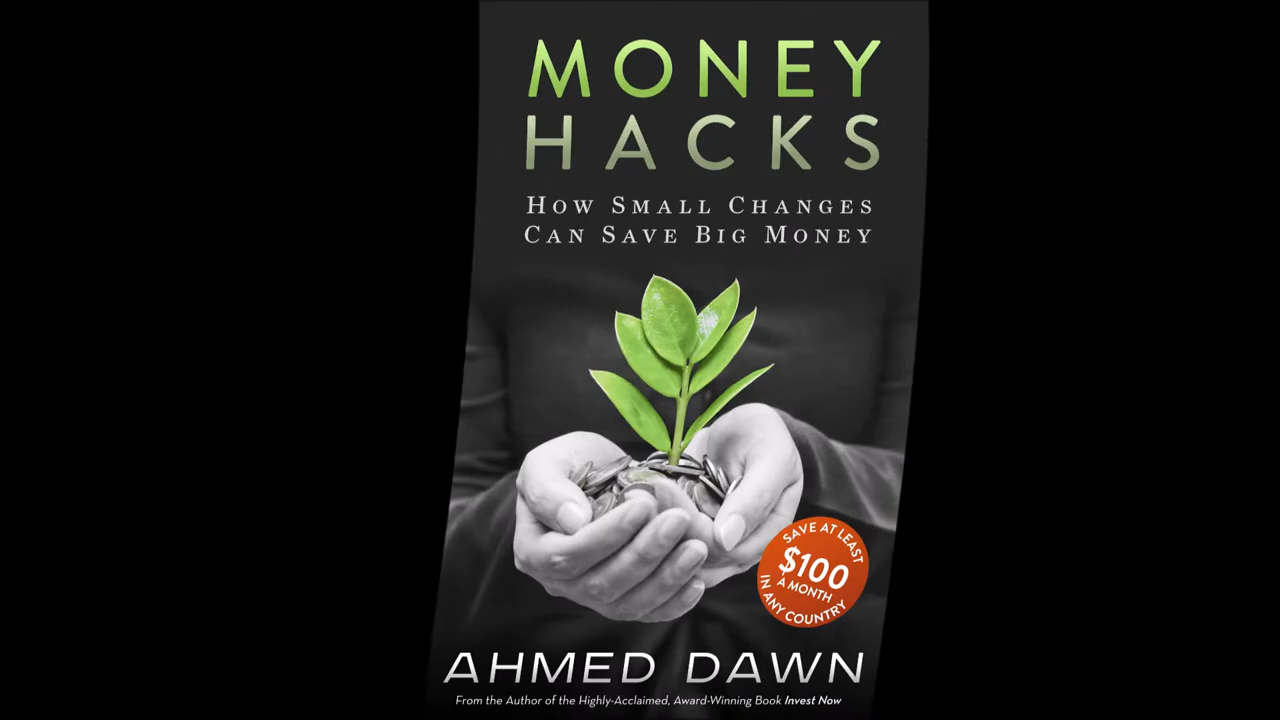 MONEY
HACKS
HOW SMALL CHANGES
CAN SAVE BIG MONEY
SAVE AT LEAST
$100
A MONTH
IN ANY COUNTRY
AHMED DAWN
From the Author of the Highly-Acclaimed, Award-Winning Book Invest Now